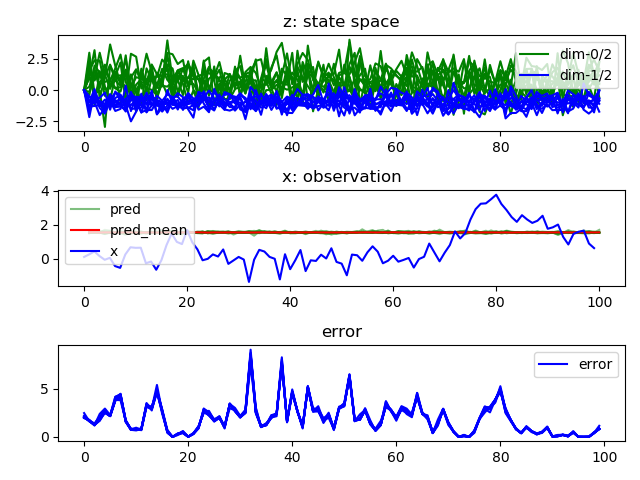 z: state space
2.5
0.0
−2.5
dim-0/2
dim-1/2
0 20 40 60 80 100
x: observation
4
2
0
pred
pred_mean
x
0 20 40 60 80 100
error
5
0
error
0 20 40 60 80 100